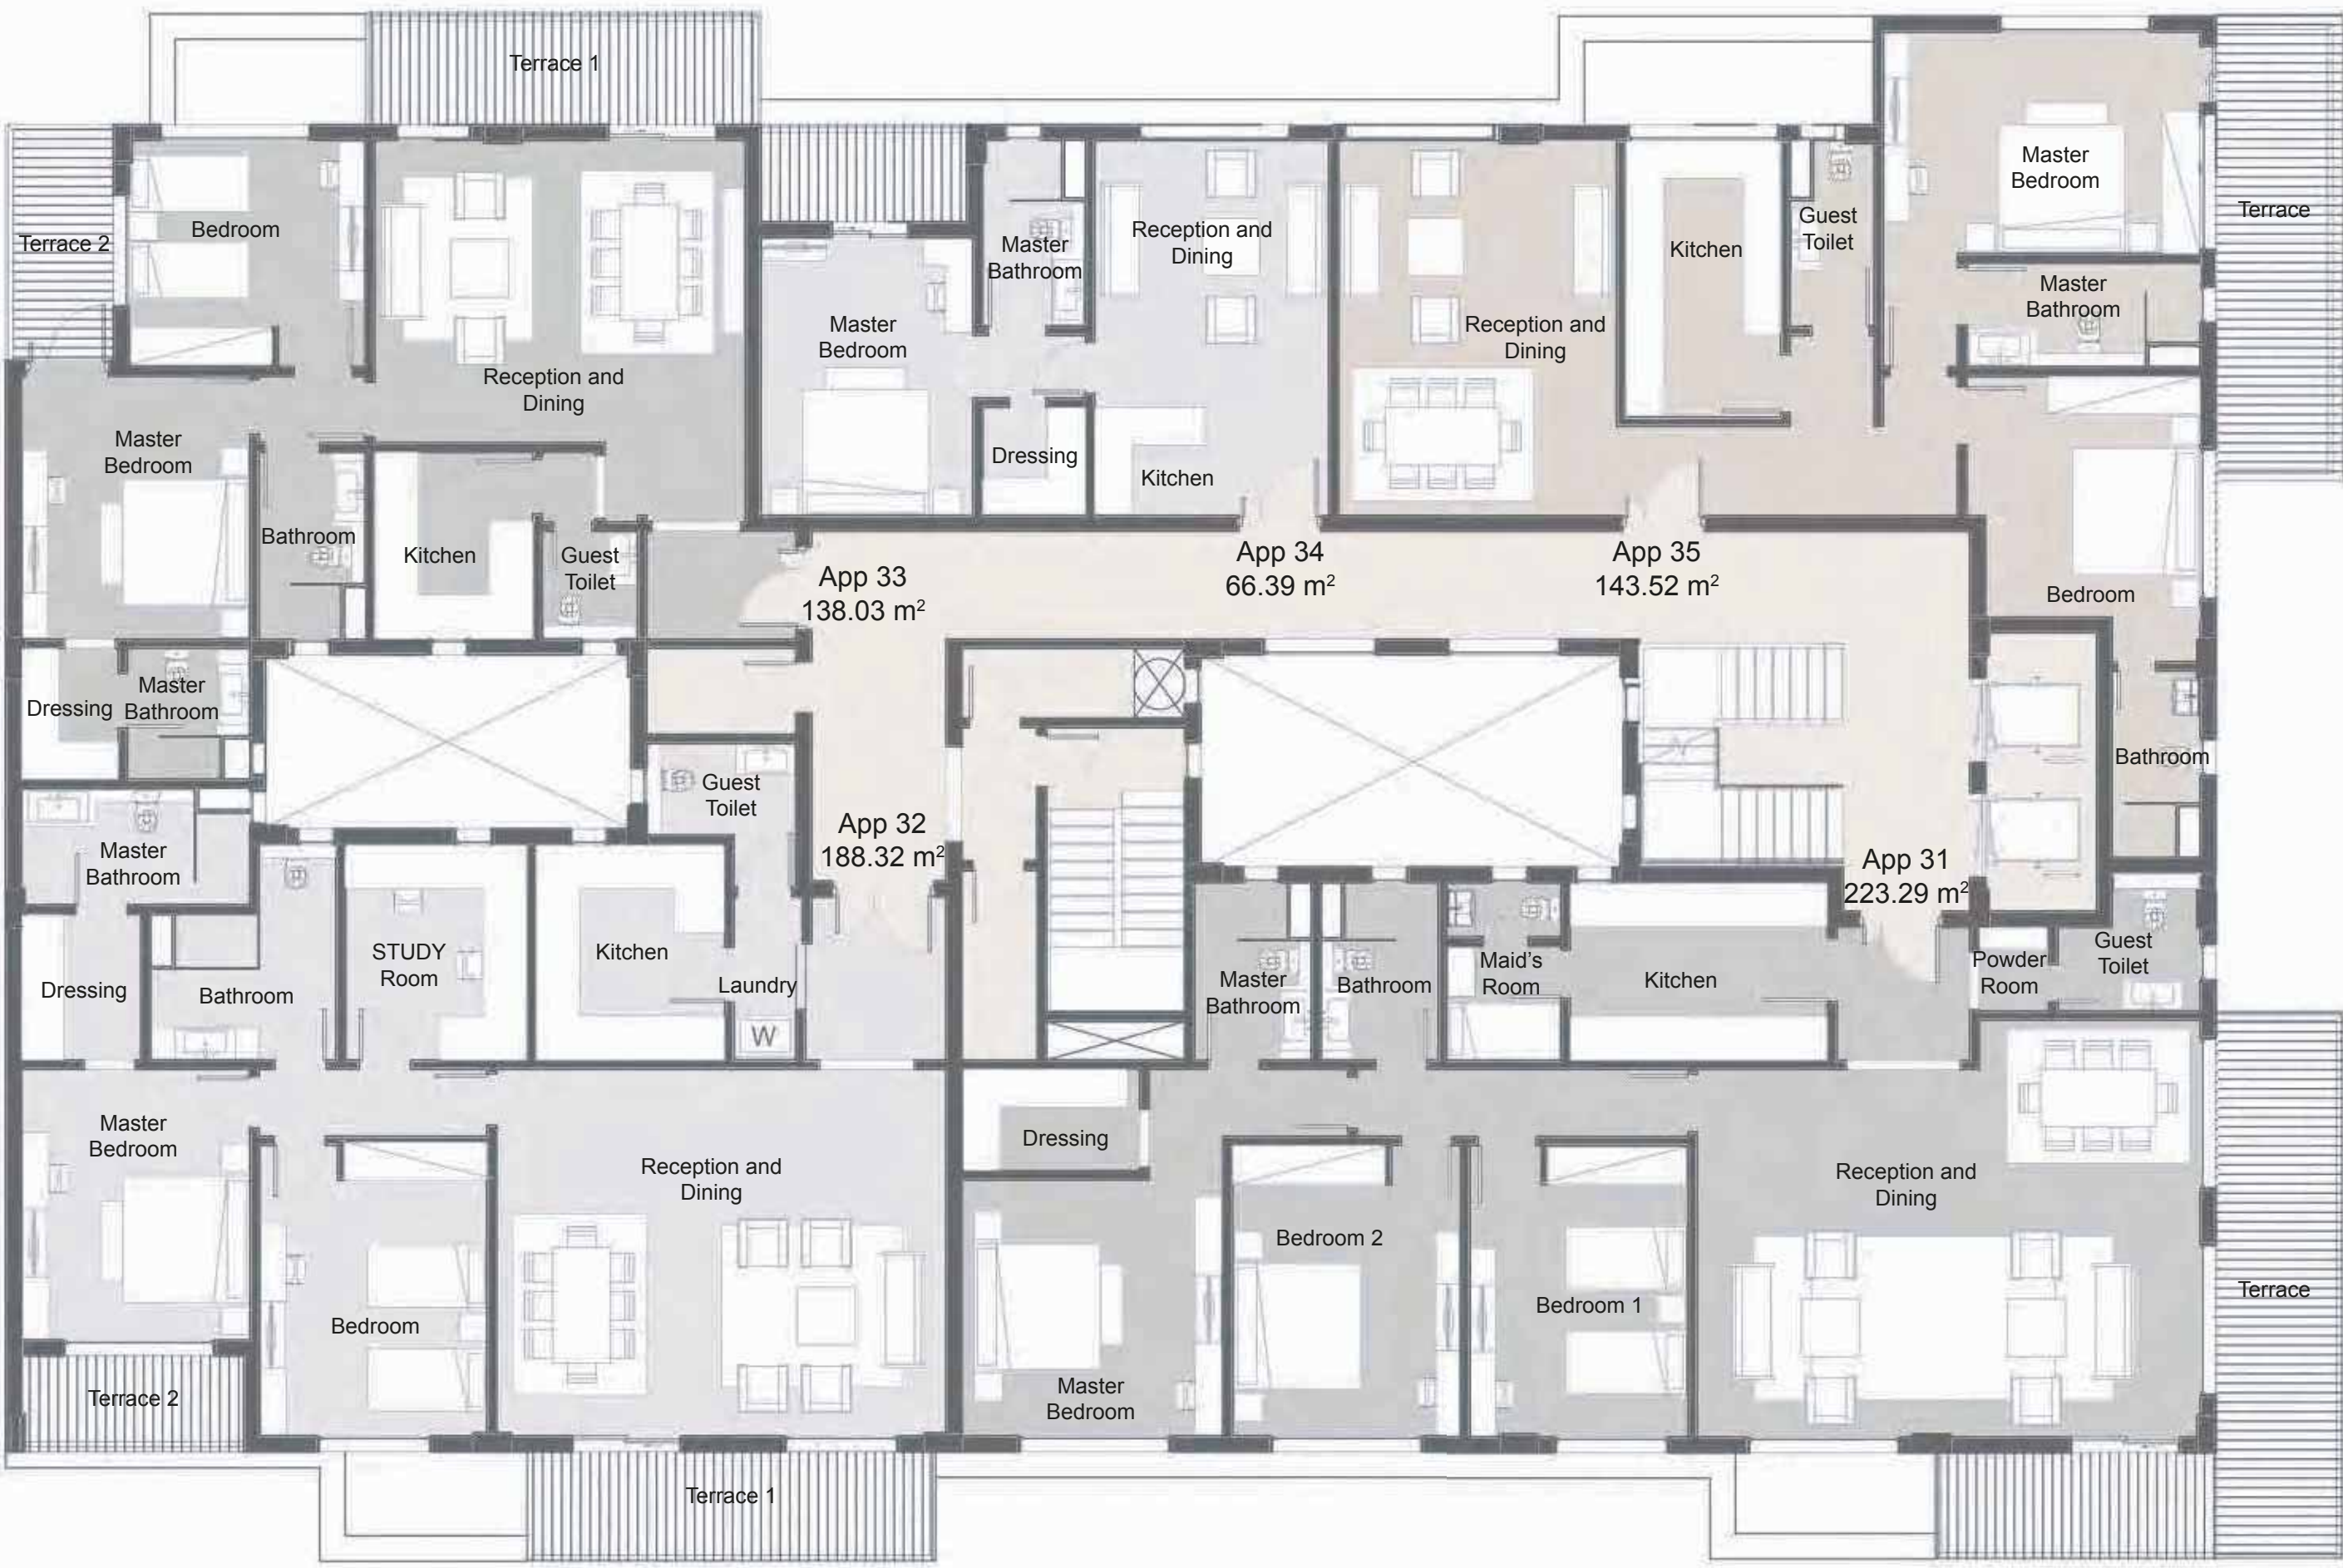 Terrace 1
Terrace 2
Bedroom
Reception and
Dining
Master
Bedroom
Bathroom
Kitchen
Guest
Toilet
Dressing
Master
Bathroom
App 33
138.03 m²
Master
Bedroom
Master
Bathroom
Dressing
Reception and
Dining
Kitchen
App 34
66.39 m²
Reception and
Dining
Kitchen
Guest
Toilet
Master
Bedroom
Terrace
Master
Bathroom
Bedroom
Bathroom
App 35
143.52 m²
Guest
Toilet
App 32
188.32 m²
Master
Bathroom
Dressing
Bathroom
STUDY
Room
Kitchen
Laundry
W
Master
Bedroom
Bedroom
Reception and
Dining
Terrace 2
Terrace 1
App 31
223.29 m²
Master
Bathroom
Bathroom
Maid's
Room
Kitchen
Powder
Room
Guest
Toilet
Dressing
Master
Bedroom
Bedroom 2
Bedroom 1
Reception and
Dining
Terrace